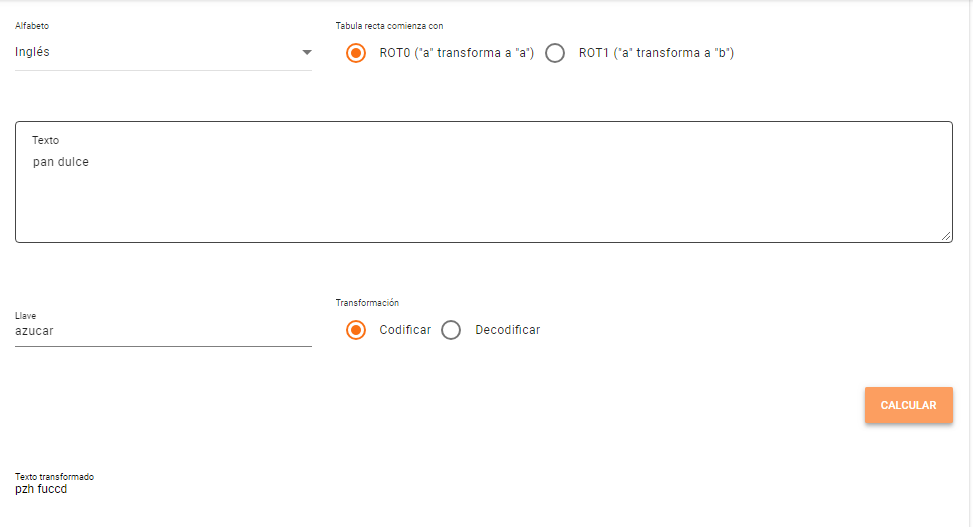 Alfabeto
Tabula recta comienza con
Inglés
ROT0 ("a" transforma a "a")
ROT1 ("a" transforma a "b")
Texto
pan dulce
Transformación
Llave
azucar
Codificar
Decodificar
CALCULAR
Texto transformado
pzh fuccd